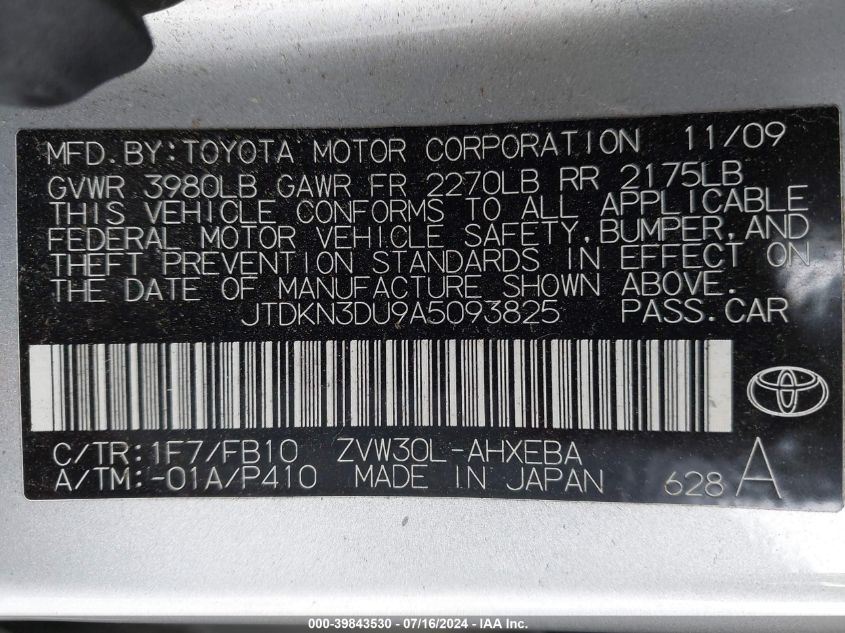 MFD. BY: TOYOTA MOTOR CORPORATION 11/09
GVWR 3980LB GAWR FR 2270LB RR 2175LB
THIS VEHICLE CONFORMS TO ALL APPLICABLE
FEDERAL MOTOR VEHICLE SAFETY, BUMPER, AND
THEFT PREVENTION STANDARDS IN EFFECT ON
THE DATE OF MANUFACTURE SHOWN ABOVE.
JTDKN3DU9A5093825 PASS. CAR
C/TR: 1F7/FB10 ZVW30L-AHXEBA
A/TM: -01A/P410 MADE IN JAPAN 628 A
000-39843530 - 07/16/2024 - IAA Inc.